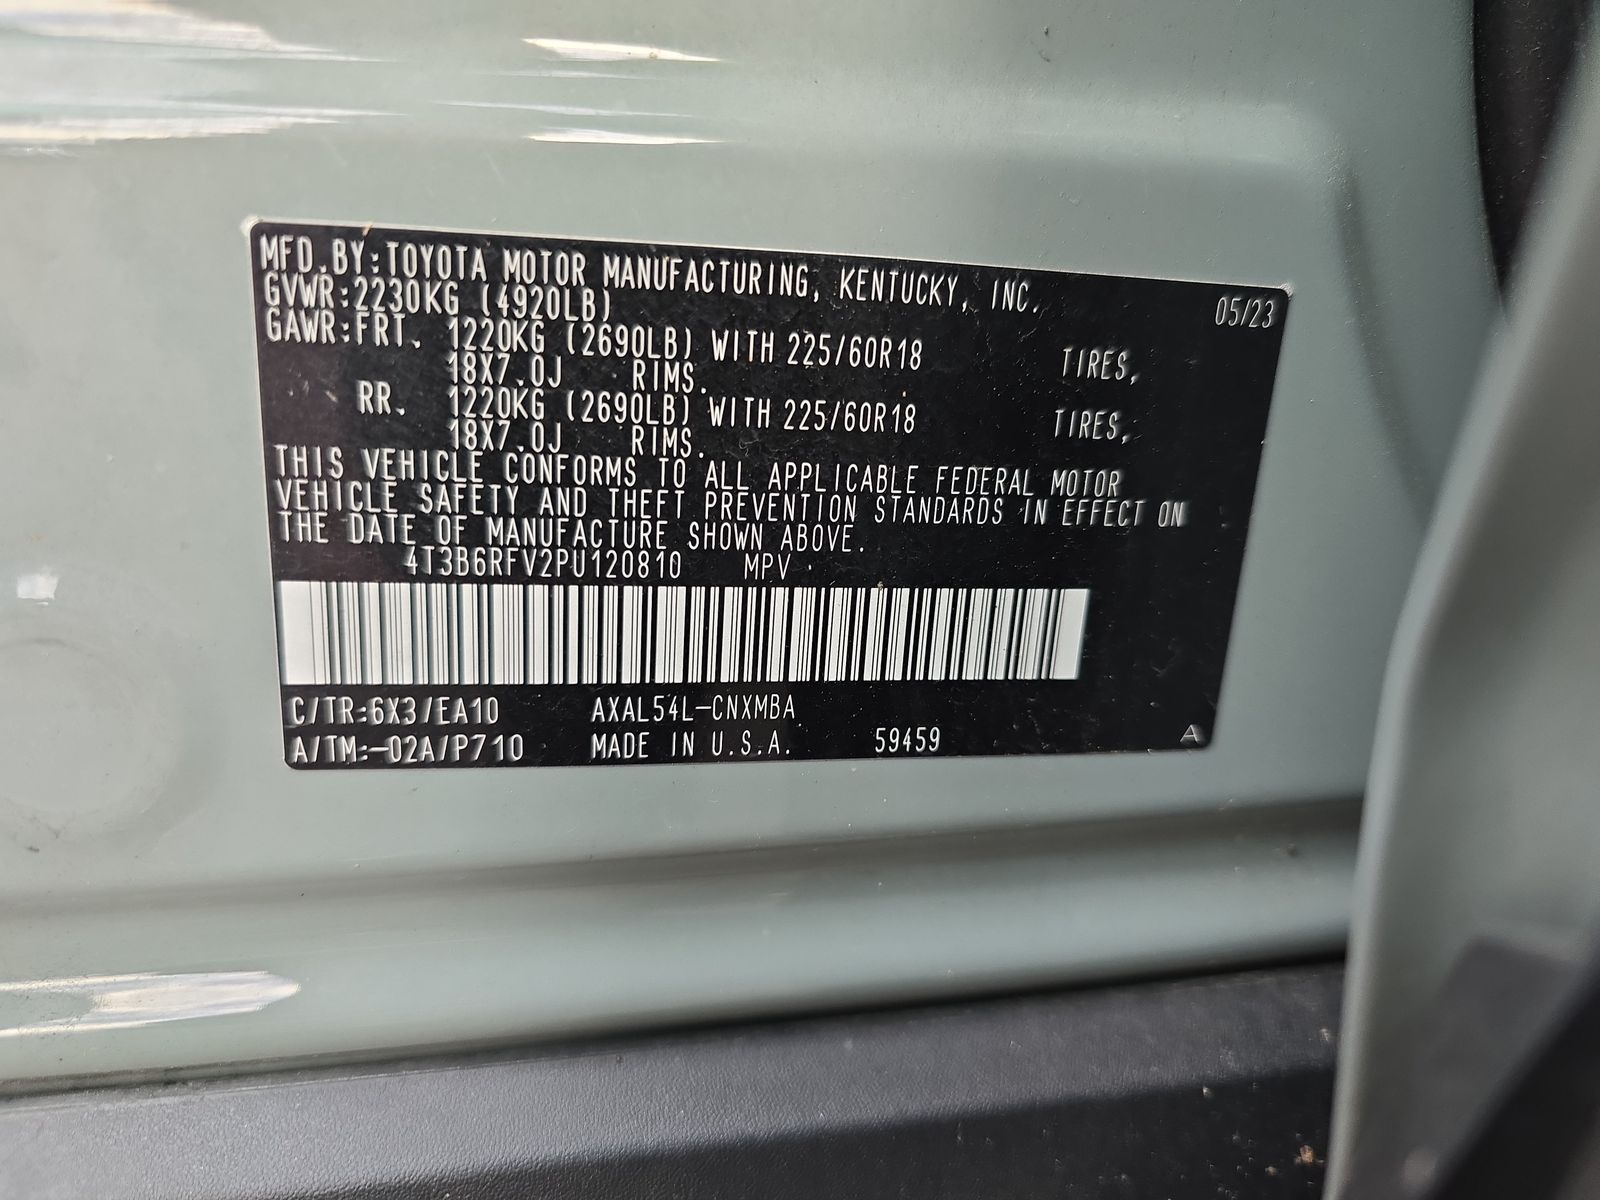 MFD.BY:TOYOTA MOTOR MANUFACTURING, KENTUCKY, INC. 05/23
GVWR:2230KG (4920LB)
GAWR:FRT. 1220KG (2690LB) WITH 225/60R18 TIRES,
18X7.0J RIMS.
RR. 1220KG (2690LB) WITH 225/60R18 TIRES,
18X7.0J RIMS.
THIS VEHICLE CONFORMS TO ALL APPLICABLE FEDERAL MOTOR
VEHICLE SAFETY AND THEFT PREVENTION STANDARDS IN EFFECT ON
THE DATE OF MANUFACTURE SHOWN ABOVE.
4T3B6RFV2PU120810 MPV
C/TR:6X3/EA10 AXAL54L-CNXMBA
A/TM:-02A/P710 MADE IN U.S.A. 59459 A